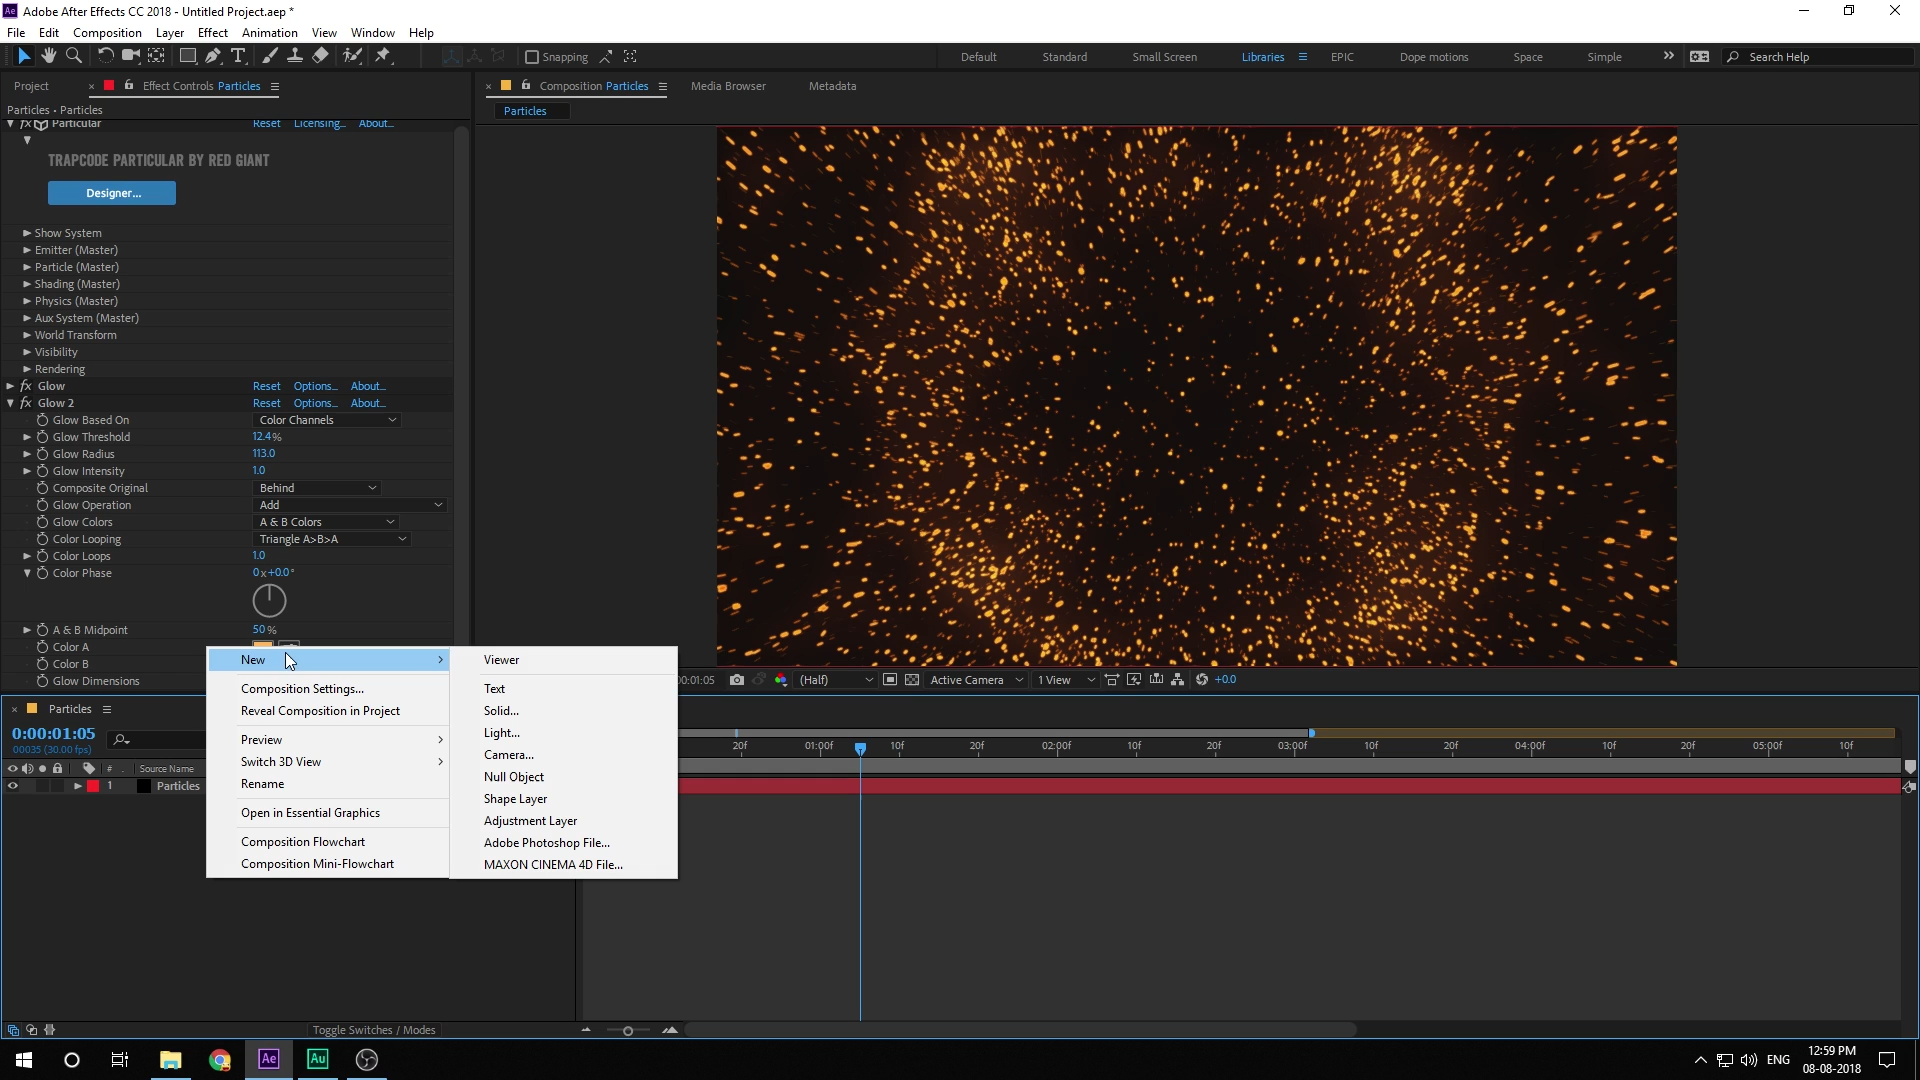 Adobe After Effects CC 2018 - Untitled Project.aep *
File Edit Composition Layer Effect Animation View Window Help
Snapping Default Standard Small Screen Libraries EPIC Dope motions Space Simple Search Help
Project Effect Controls Particles
Composition Particles Media Browser Metadata
Particles • Particles
Particles
fx Particular Reset Licensing... About...
TRAPCODE PARTICULAR BY RED GIANT
Designer...
Show System
Emitter (Master)
Particle (Master)
Shading (Master)
Physics (Master)
Aux System (Master)
World Transform
Visibility
Rendering
fx Glow Reset Options... About...
fx Glow 2 Reset Options... About...
Glow Based On Color Channels
Glow Threshold 12.4%
Glow Radius 113.0
Glow Intensity 1.0
Composite Original Behind
Glow Operation Add
Glow Colors A & B Colors
Color Looping Triangle A>B>A
Color Loops 1.0
Color Phase 0x+0.0°
A & B Midpoint 50%
Color A
Color B
Glow Dimensions
New
Composition Settings...
Reveal Composition in Project
Preview
Switch 3D View
Rename
Open in Essential Graphics
Composition Flowchart
Composition Mini-Flowchart
Viewer
Text
Solid...
Light...
Camera...
Null Object
Shape Layer
Adjustment Layer
Adobe Photoshop File...
MAXON CINEMA 4D File...
00:01:05 (Half) Active Camera 1 View +0.0
Particles
0:00:01:05
00035 (30.00 fps)
20f 01:00f 10f 20f 02:00f 10f 20f 03:00f 10f 20f 04:00f 10f 20f 05:00f 10f
# Source Name
1 Particles
Toggle Switches / Modes
Ae Au ENG
12:59 PM
08-08-2018